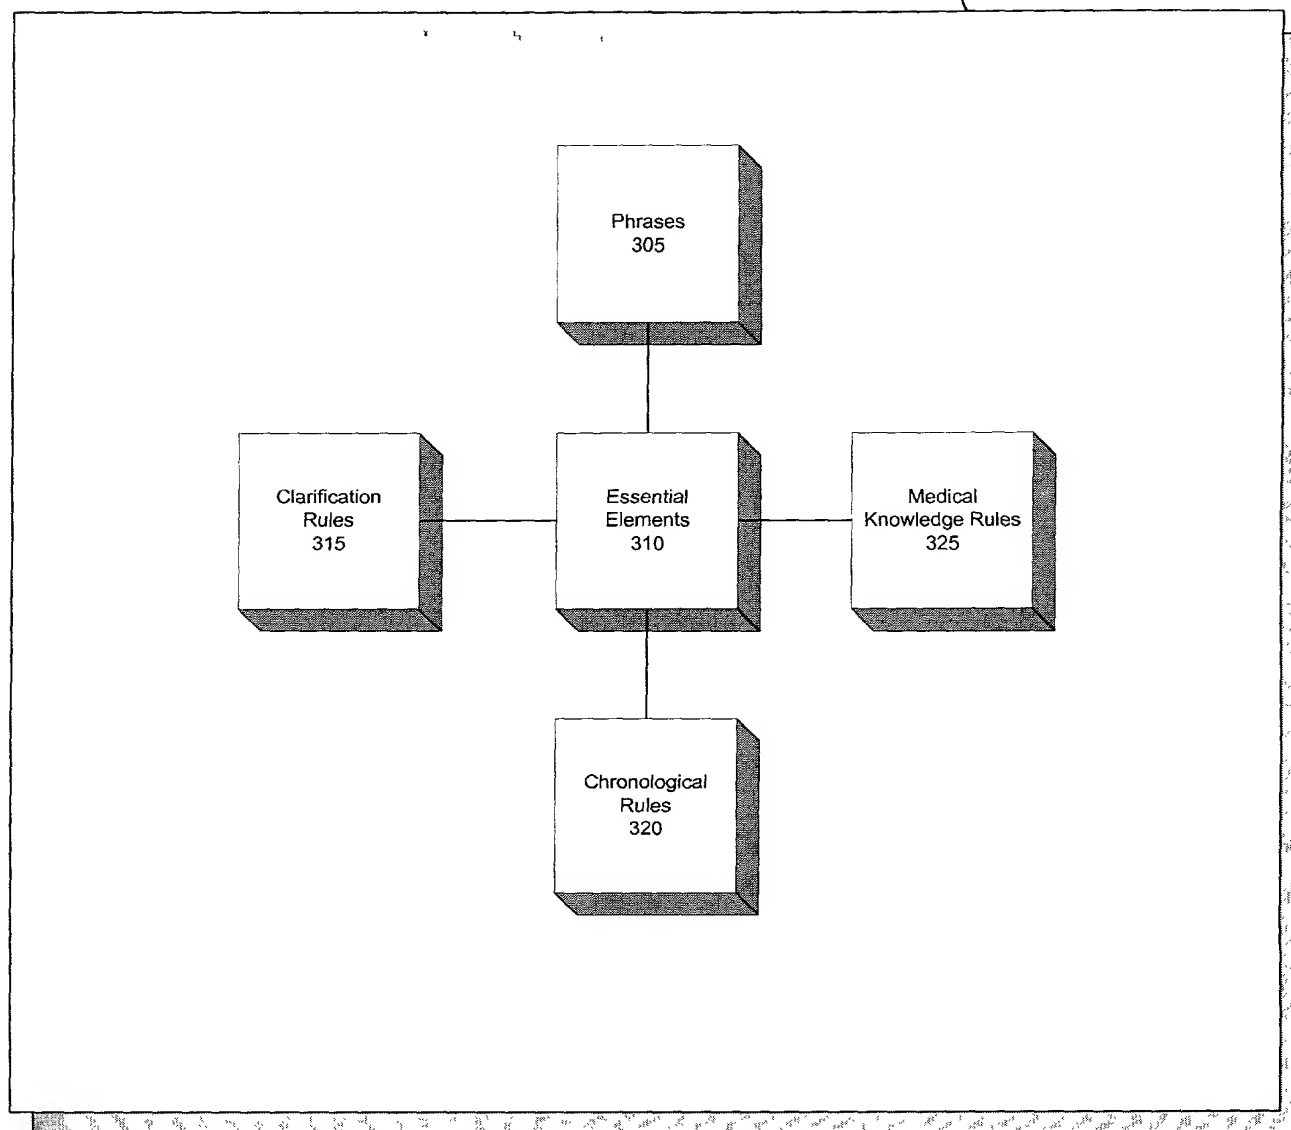 Phrases
305
Clarification
Rules
315
Essential
Elements
310
Medical
Knowledge Rules
325
Chronological
Rules
320